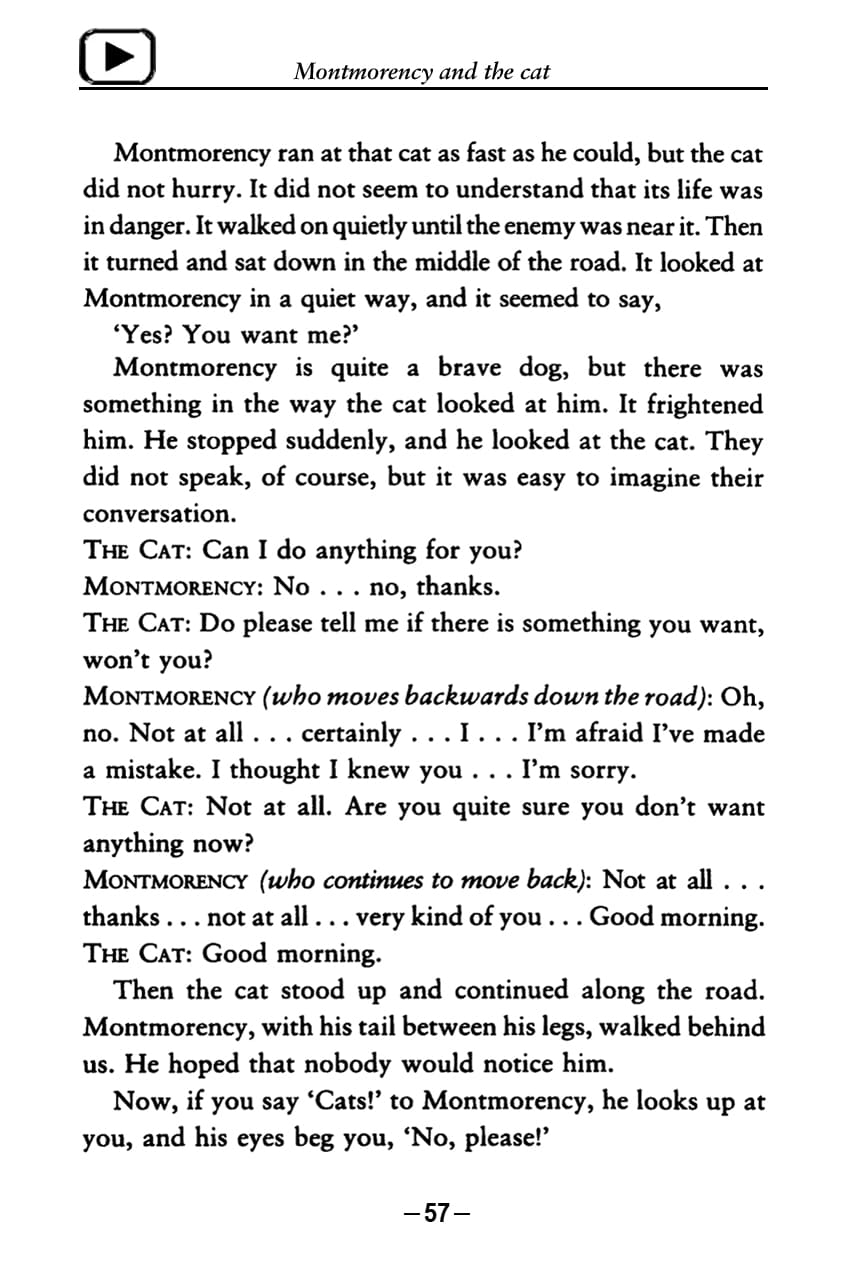 Montmorency and the cat
Montmorency ran at that cat as fast as he could, but the cat
did not hurry. It did not seem to understand that its life was
in danger. It walked on quietly until the enemy was near it. Then
it turned and sat down in the middle of the road. It looked at
Montmorency in a quiet way, and it seemed to say,
‘Yes? You want me?’
Montmorency is quite a brave dog, but there was
something in the way the cat looked at him. It frightened
him. He stopped suddenly, and he looked at the cat. They
did not speak, of course, but it was easy to imagine their
conversation.
THE CAT: Can I do anything for you?
MONTMORENCY: No . . . no, thanks.
THE CAT: Do please tell me if there is something you want,
won’t you?
MONTMORENCY (who moves backwards down the road): Oh,
no. Not at all . . . certainly . . . I . . . I’m afraid I’ve made
a mistake. I thought I knew you . . . I’m sorry.
THE CAT: Not at all. Are you quite sure you don’t want
anything now?
MONTMORENCY (who continues to move back): Not at all . . .
thanks . . . not at all . . . very kind of you . . . Good morning.
THE CAT: Good morning.
Then the cat stood up and continued along the road.
Montmorency, with his tail between his legs, walked behind
us. He hoped that nobody would notice him.
Now, if you say ‘Cats!’ to Montmorency, he looks up at
you, and his eyes beg you, ‘No, please!’
–57–